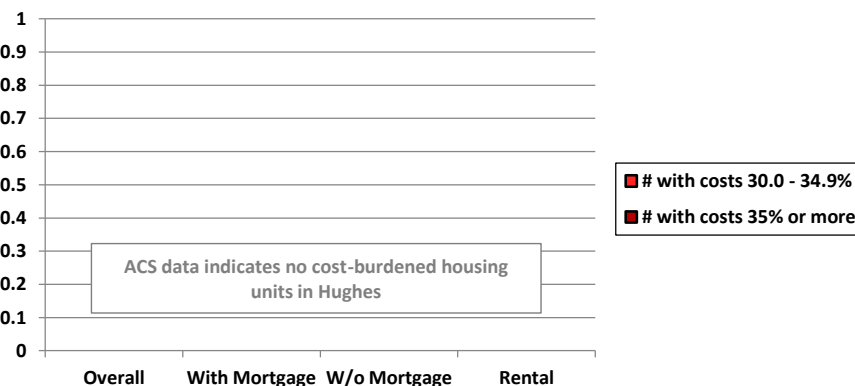 1
0.9
0.8
0.7
0.6
0.5
0.4
0.3
0.2
0.1
0
ACS data indicates no cost-burdened housing
units in Hughes
Overall With Mortgage W/o Mortgage Rental
# with costs 30.0 - 34.9%
# with costs 35% or more